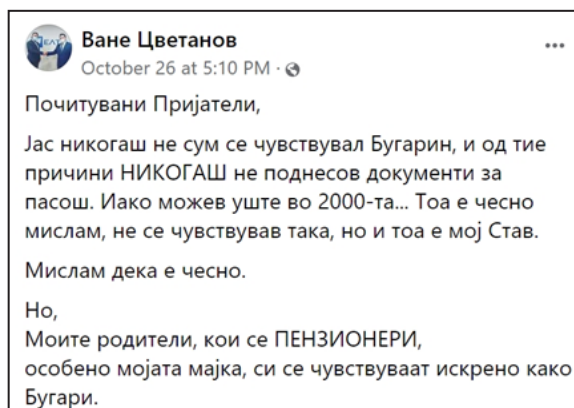 Ване Цветанов
October 26 at 5:10 PM ·
Почитувани Пријатели,
Јас никогаш не сум се чувствувал Бугарин, и од тие
причини НИКОГАШ не поднесов документи за
пасош. Иако можев уште во 2000-та... Тоа е чесно
мислам, не се чувствував така, но и тоа е мој Став.
Мислам дека е чесно.
Но,
Моите родители, кои се ПЕНЗИОНЕРИ,
особено мојата мајка, си се чувствуваат искрено како
Бугари.